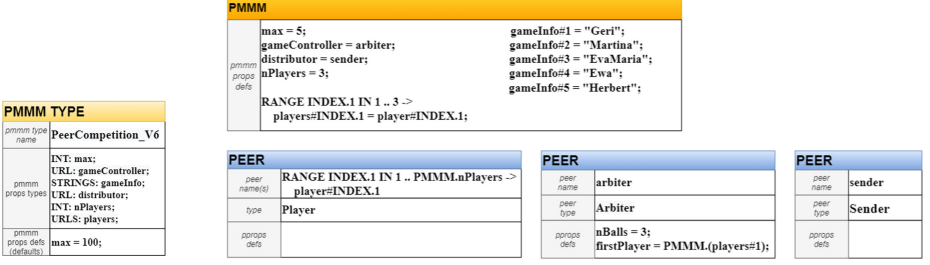 PMMM
pmmm props defs
max = 5;
gameController = arbiter;
distributor = sender;
nPlayers = 3;
RANGE INDEX.1 IN 1 .. 3 ->
players#INDEX.1 = player#INDEX.1;
gameInfo#1 = "Geri";
gameInfo#2 = "Martina";
gameInfo#3 = "EvaMaria";
gameInfo#4 = "Ewa";
gameInfo#5 = "Herbert";
PMMM TYPE
pmmm type name
PeerCompetition_V6
pmmm props types
INT: max;
URL: gameController;
STRINGS: gameInfo;
URL: distributor;
INT: nPlayers;
URLS: players;
pmmm props defs (defaults)
max = 100;
PEER
peer name(s)
RANGE INDEX.1 IN 1 .. PMMM.nPlayers ->
player#INDEX.1
type
Player
pprops defs
PEER
peer name
arbiter
peer type
Arbiter
pprops defs
nBalls = 3;
firstPlayer = PMMM.(players#1);
PEER
peer name
sender
peer type
Sender
pprops defs